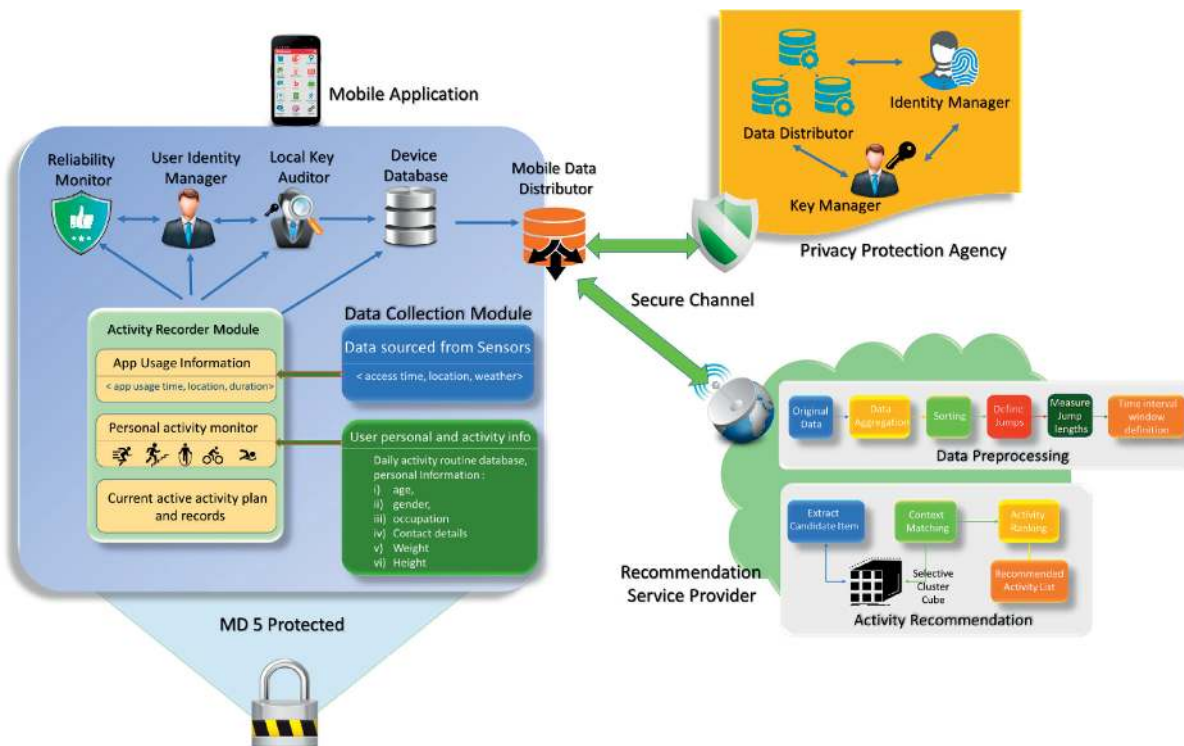 Mobile Application
Reliability
Monitor
User Identity
Manager
Local Key
Auditor
Device
Database
Mobile Data
Distributor
Activity Recorder Module
App Usage Information
< app usage time, location, duration>
Personal activity monitor
Current active activity plan
and records
Data Collection Module
Data sourced from Sensors
< access time, location, weather>
User personal and activity info
Daily activity routine database,
personal Information :
i) age,
ii) gender,
iii) occupation
iv) Contact details
v) Weight
vi) Height
MD 5 Protected
Data Distributor
Identity Manager
Key Manager
Privacy Protection Agency
Secure Channel
Recommendation
Service Provider
Original
Data
Data
Aggregation
Sorting
Define
Jumps
Measure
Jump
lengths
Time interval
window
definition
Data Preprocessing
Extract
Candidate Item
Context
Matching
Activity
Ranking
Selective
Cluster
Cube
Recommended
Activity List
Activity Recommendation